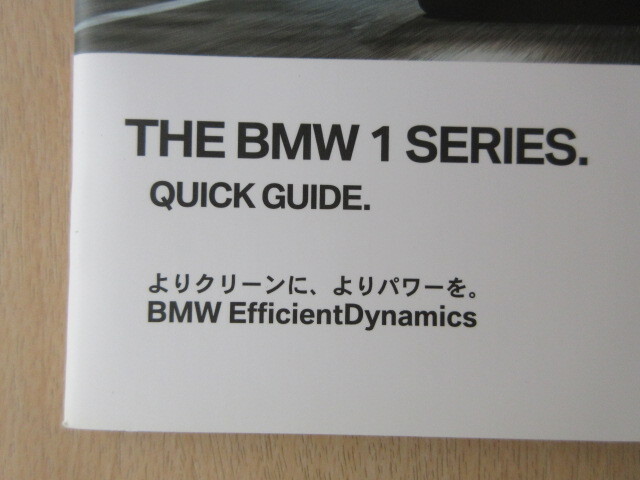 THE BMW 1 SERIES.
QUICK GUIDE.
よりクリーンに、よりパワーを。
BMW EfficientDynamics